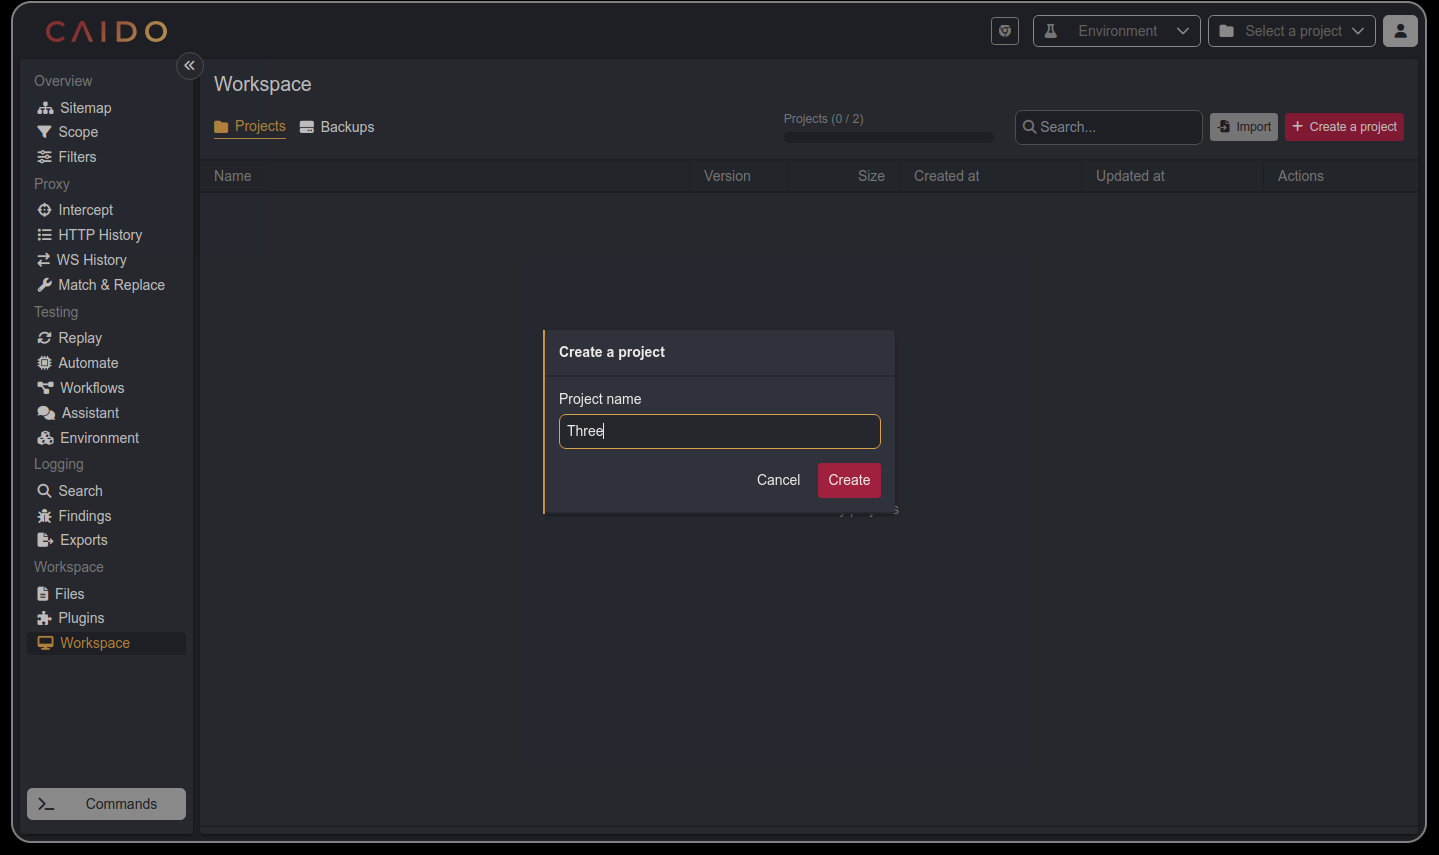 CAIDO
Environment
Select a project
Overview
Sitemap
Scope
Filters
Proxy
Intercept
HTTP History
WS History
Match & Replace
Testing
Replay
Automate
Workflows
Assistant
Environment
Logging
Search
Findings
Exports
Workspace
Files
Plugins
Workspace
Commands
Workspace
Projects
Backups
Projects (0 / 2)
Search...
Import
Create a project
Name Version Size Created at Updated at Actions
Create a project
Project name
Three
Cancel
Create